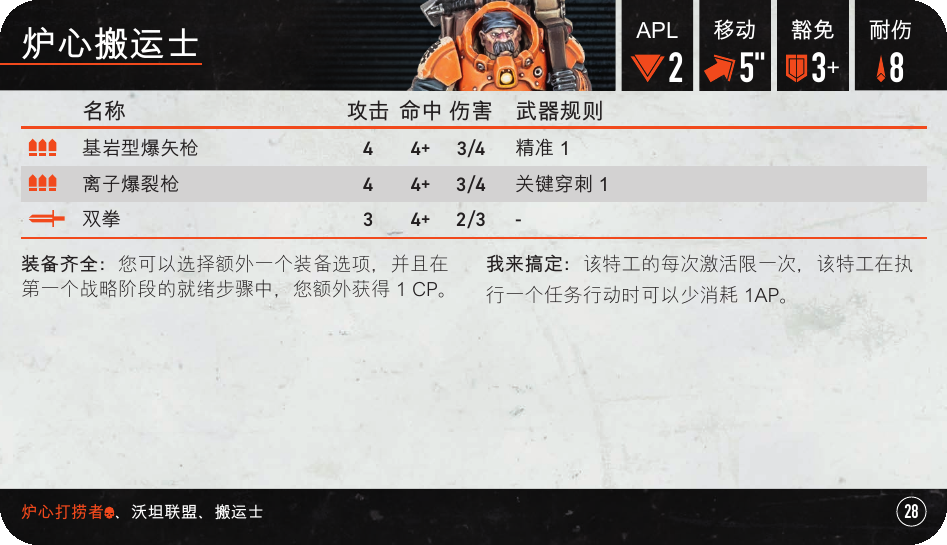 炉心搬运士
APL 移动 豁免 耐伤
2 5" 3+ 8
名称 攻击 命中 伤害 武器规则
基岩型爆矢枪 4 4+ 3/4 精准 1
离子爆裂枪 4 4+ 3/4 关键穿刺 1
双拳 3 4+ 2/3 -
装备齐全：您可以选择额外一个装备选项，并且在
第一个战略阶段的就绪步骤中，您额外获得 1 CP。
我来搞定：该特工的每次激活限一次，该特工在执
行一个任务行动时可以少消耗 1AP。
炉心打捞者、沃坦联盟、搬运士
28